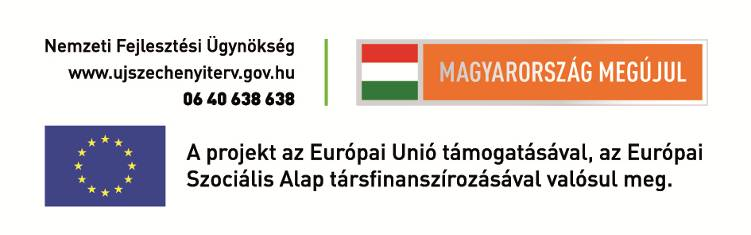 Nemzeti Fejlesztési Ügynökség
www.ujszechenyiterv.gov.hu
06 40 638 638
MAGYARORSZÁG MEGÚJUL
A projekt az Európai Unió támogatásával, az Európai
Szociális Alap társfinanszírozásával valósul meg.